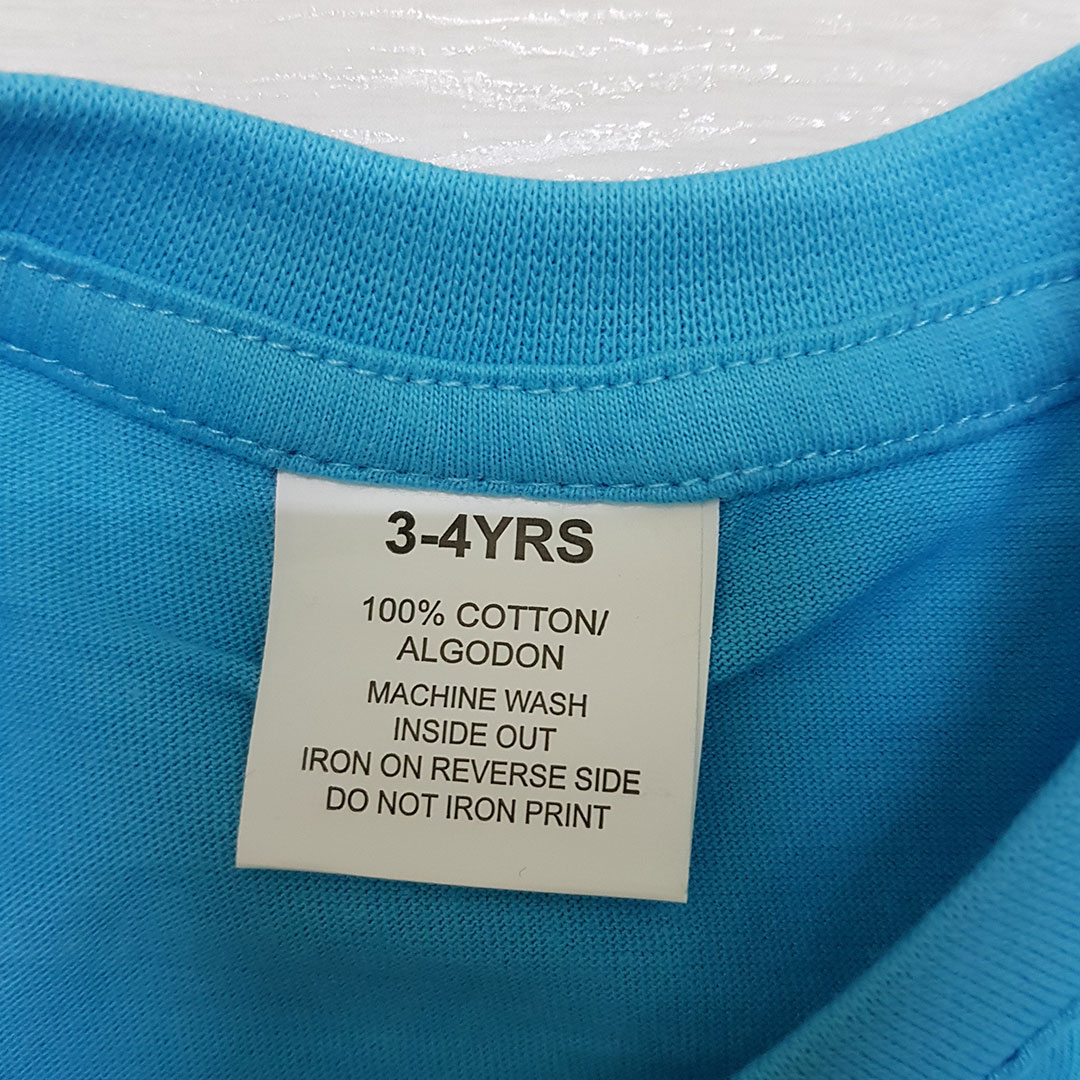 3-4YRS
100% COTTON/
ALGODON
MACHINE WASH
INSIDE OUT
IRON ON REVERSE SIDE
DO NOT IRON PRINT